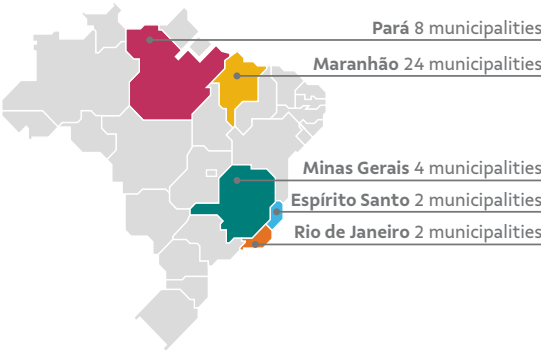 Pará 8 municipalities
Maranhão 24 municipalities
Minas Gerais 4 municipalities
Espírito Santo 2 municipalities
Rio de Janeiro 2 municipalities